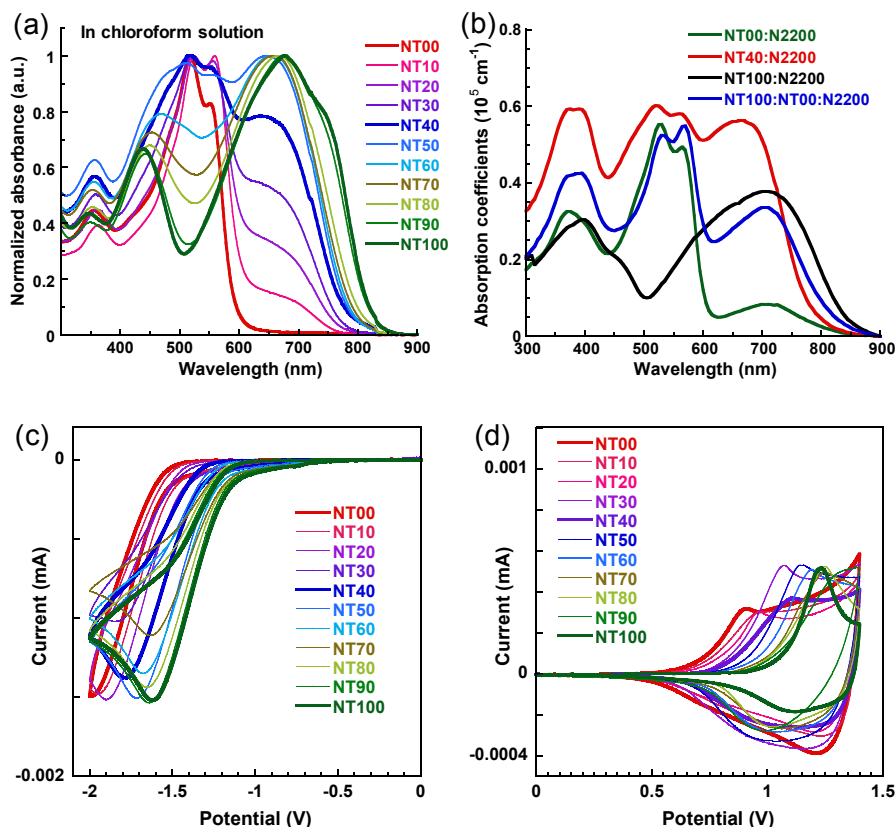 (a)
In chloroform solution
NT00
NT10
NT20
NT30
NT40
NT50
NT60
NT70
NT80
NT90
NT100
Normalized absorbance (a.u.)
1
0.8
0.6
0.4
0.2
0
400 500 600 700 800 900
Wavelength (nm)
(b)
NT00:N2200
NT40:N2200
NT100:N2200
NT100:NT00:N2200
Absorption coefficients (10⁵ cm⁻¹)
0.8
0.6
0.4
0.2
0
300 400 500 600 700 800 900
Wavelength (nm)
(c)
NT00
NT10
NT20
NT30
NT40
NT50
NT60
NT70
NT80
NT90
NT100
Current (mA)
0
-0.002
-2 -1.5 -1 -0.5 0
Potential (V)
(d)
NT00
NT10
NT20
NT30
NT40
NT50
NT60
NT70
NT80
NT90
NT100
Current (mA)
0.001
0
-0.0004
0 0.5 1 1.5
Potential (V)